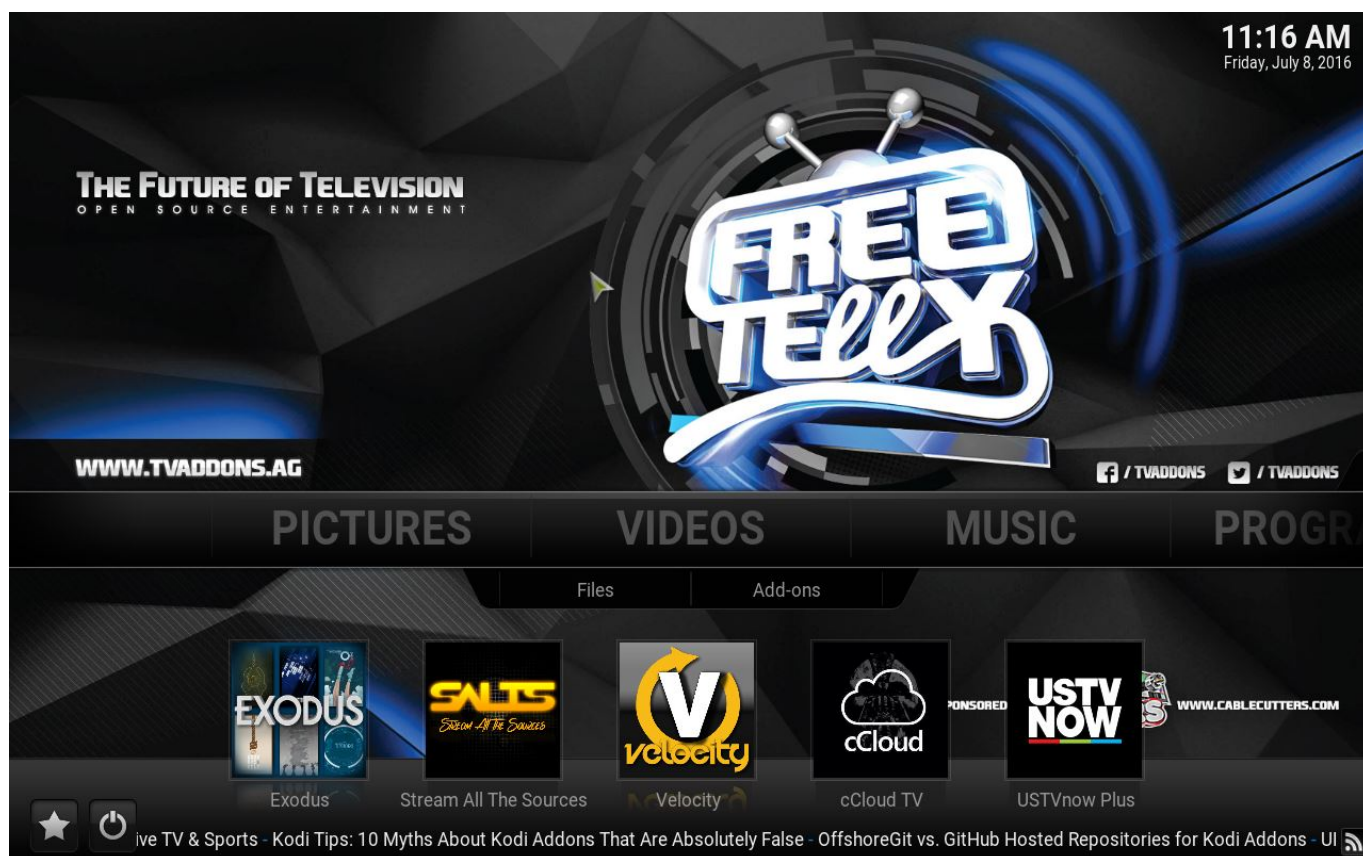 11:16 AM
Friday, July 8, 2016
THE FUTURE OF TELEVISION
OPEN SOURCE ENTERTAINMENT
FREE
TELLY
WWW.TVADDONS.AG
/ TVADDONS
/ TVADDONS
PICTURES
VIDEOS
MUSIC
PROGRA
Files
Add-ons
EXODUS
SALTS
STREAM ALL THE SOURCES
V
velocity
cCloud
PONSORED
USTV
NOW
WWW.CABLECUTTERS.COM
Exodus
Stream All The Sources
Velocity
cCloud TV
USTVnow Plus
ive TV & Sports - Kodi Tips: 10 Myths About Kodi Addons That Are Absolutely False - OffshoreGit vs. GitHub Hosted Repositories for Kodi Addons - UI